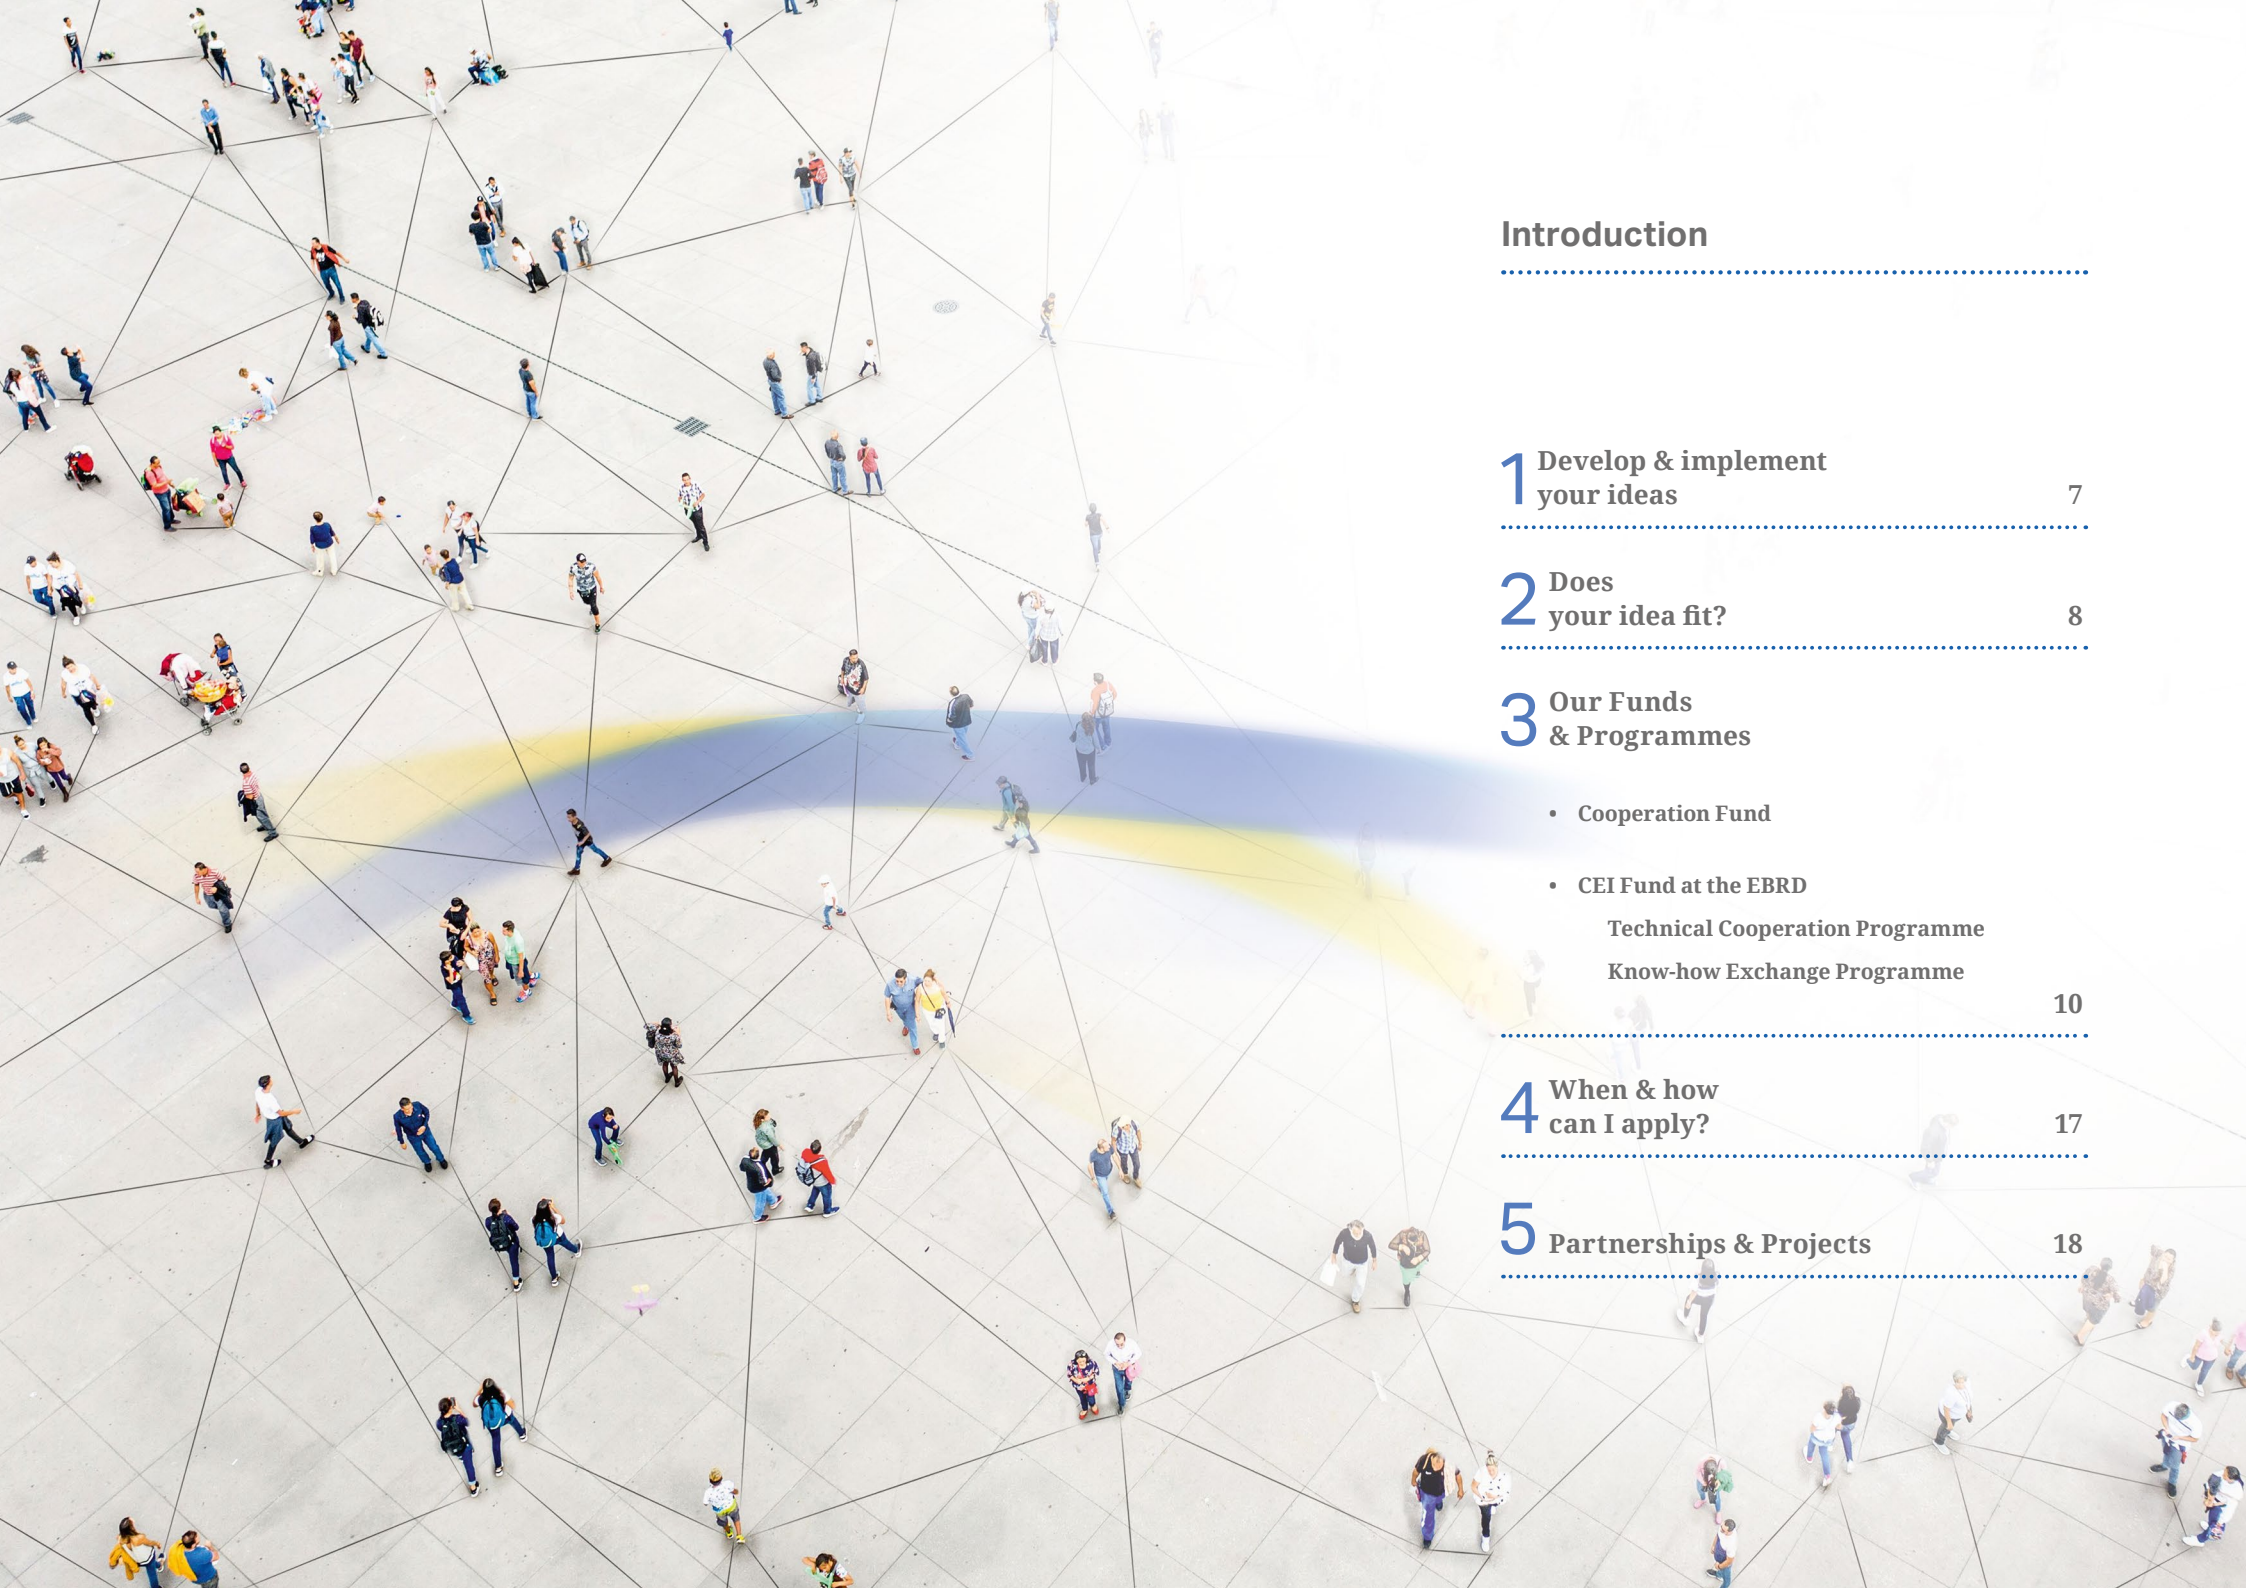 Introduction
1 Develop & implement
your ideas 7
2 Does
your idea fit? 8
3 Our Funds
& Programmes
• Cooperation Fund
• CEI Fund at the EBRD
Technical Cooperation Programme
Know-how Exchange Programme
10
4 When & how
can I apply? 17
5 Partnerships & Projects 18